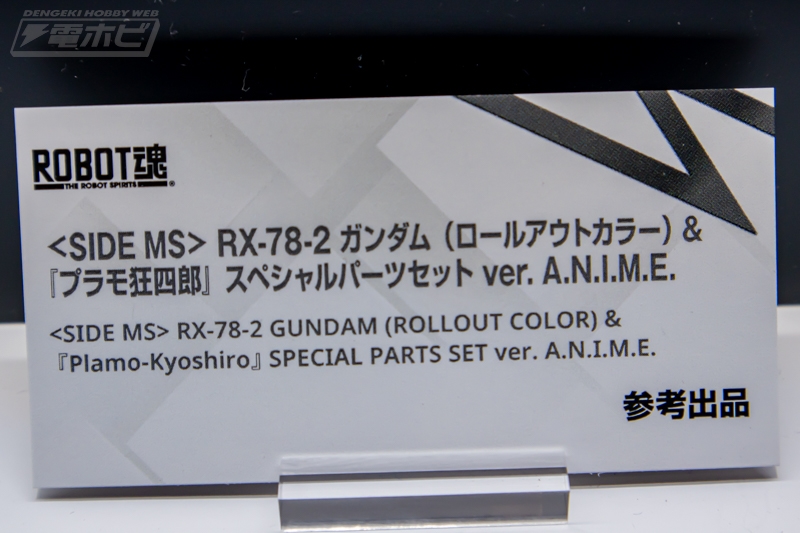 DENGEKI HOBBY WEB
電ホビ
ROBOT魂
THE ROBOT SPIRITS
®
<SIDE MS> RX-78-2 ガンダム（ロールアウトカラー）&
『プラモ狂四郎』スペシャルパーツセット ver. A.N.I.M.E.
<SIDE MS> RX-78-2 GUNDAM (ROLLOUT COLOR) &
『Plamo-Kyoshiro』SPECIAL PARTS SET ver. A.N.I.M.E.
参考出品